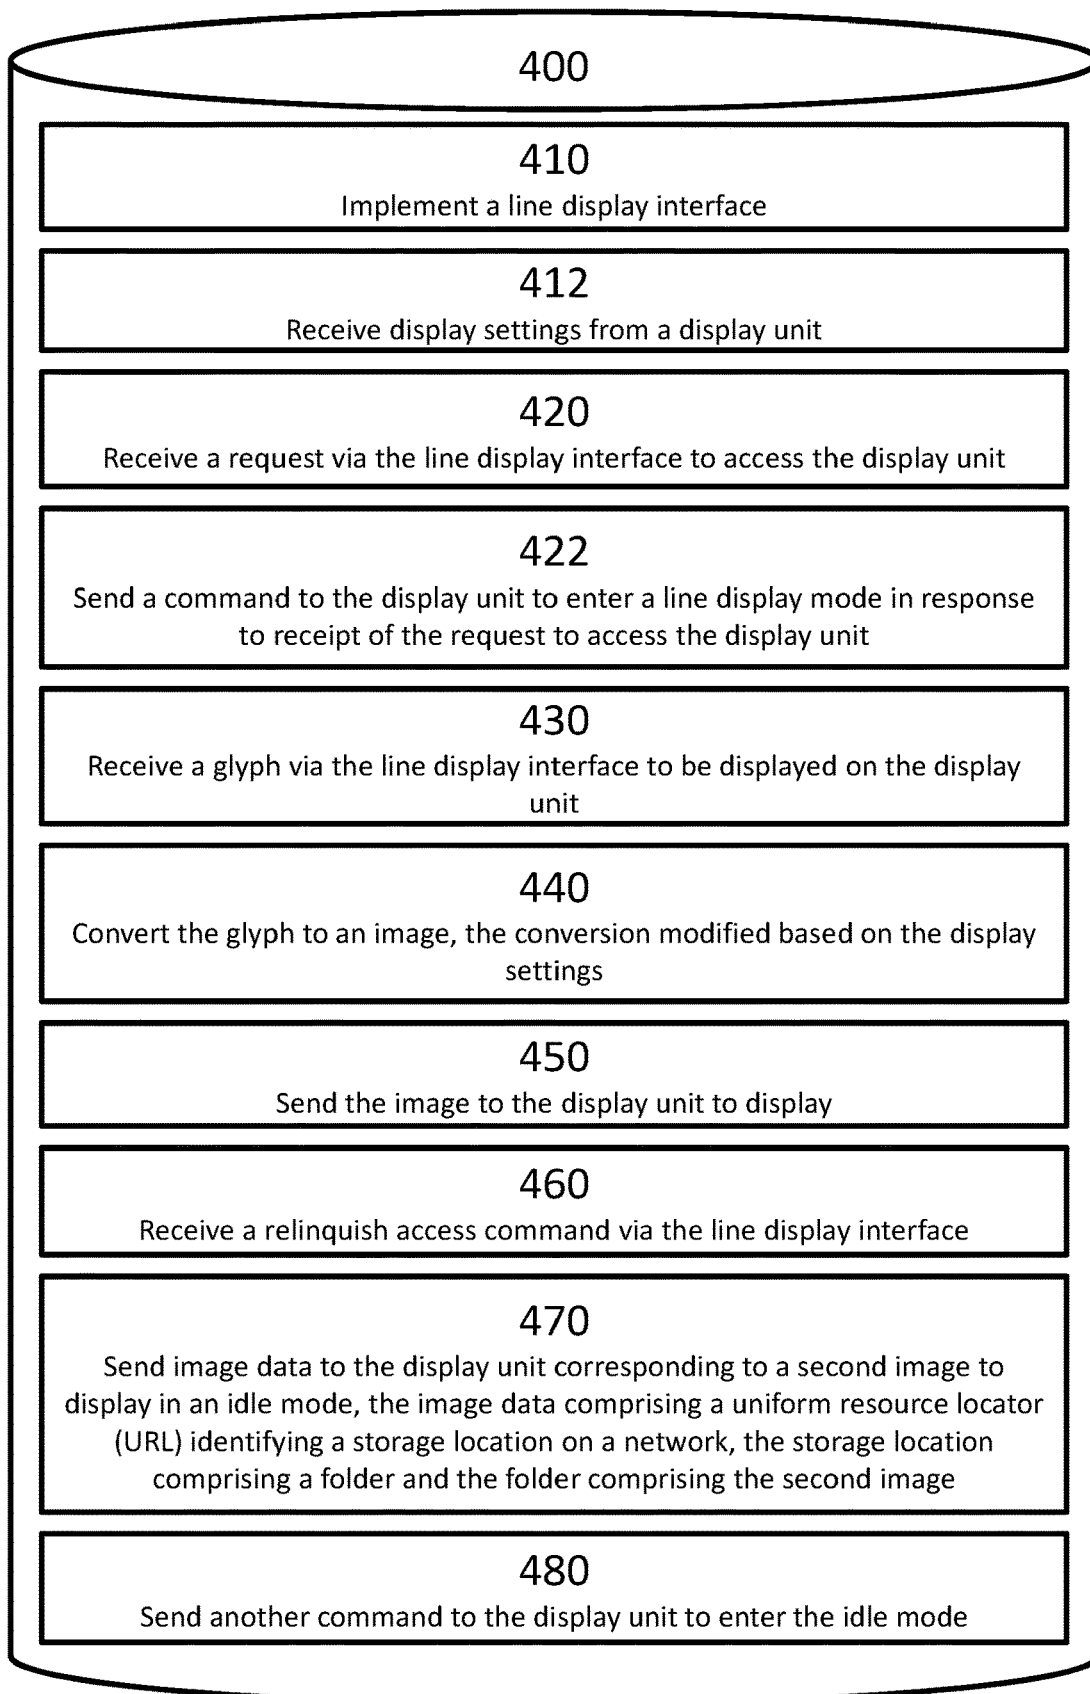 400
410
Implement a line display interface
412
Receive display settings from a display unit
420
Receive a request via the line display interface to access the display unit
422
Send a command to the display unit to enter a line display mode in response
to receipt of the request to access the display unit
430
Receive a glyph via the line display interface to be displayed on the display
unit
440
Convert the glyph to an image, the conversion modified based on the display
settings
450
Send the image to the display unit to display
460
Receive a relinquish access command via the line display interface
470
Send image data to the display unit corresponding to a second image to
display in an idle mode, the image data comprising a uniform resource locator
(URL) identifying a storage location on a network, the storage location
comprising a folder and the folder comprising the second image
480
Send another command to the display unit to enter the idle mode